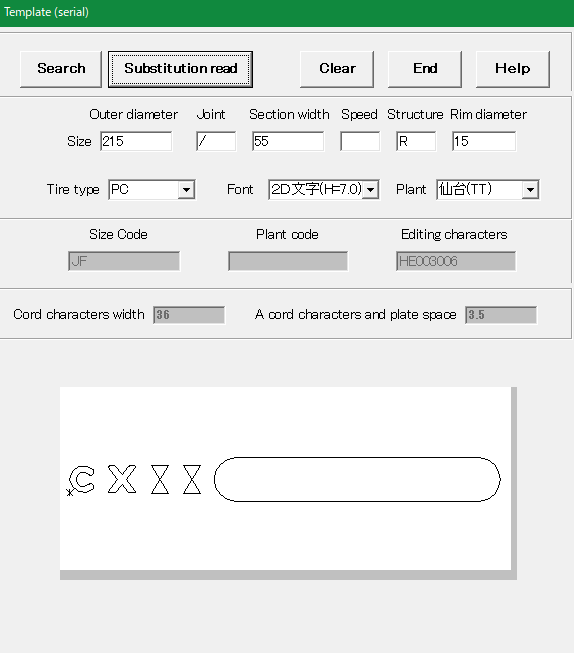 Template (serial)
Search Substitution read Clear End Help
Outer diameter Joint Section width Speed Structure Rim diameter
Size 215 / 55 R 15
Tire type PC Font 2D文字(H=7.0) Plant 仙台(TT)
Size Code Plant code Editing characters
JF HE003006
Cord characters width 36 A cord characters and plate space 3.5
C X